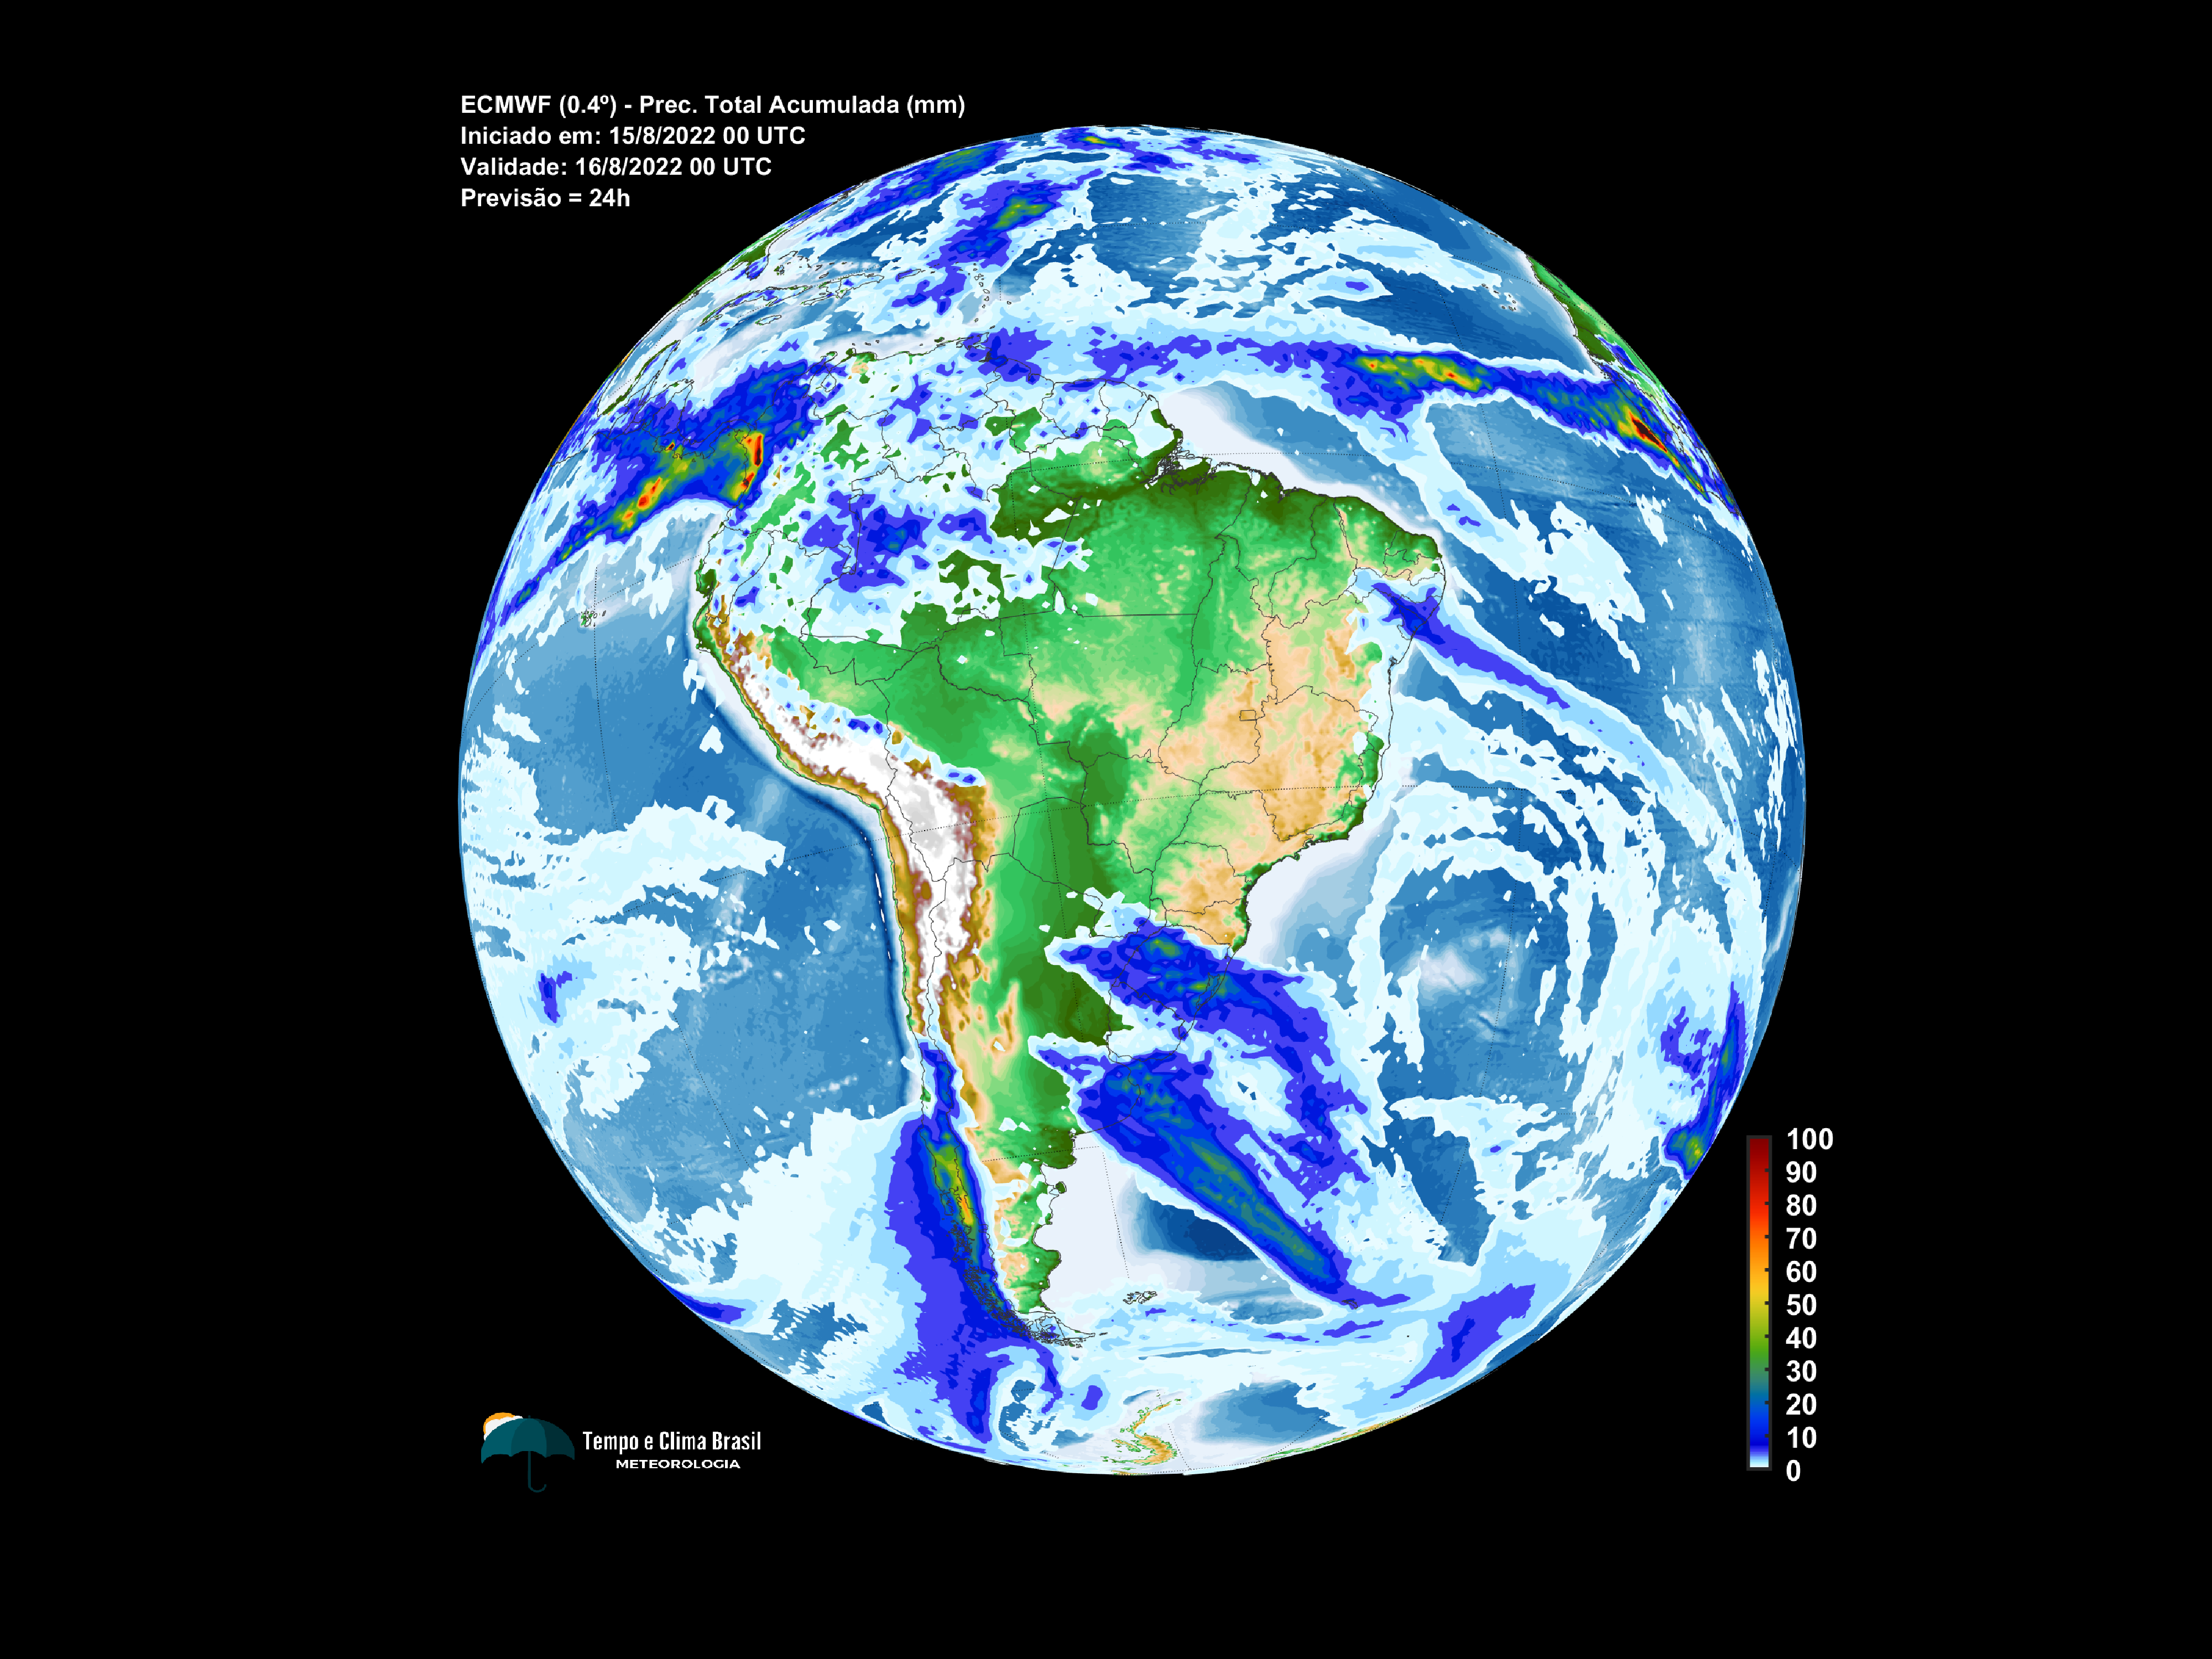 ECMWF (0.4º) - Prec. Total Acumulada (mm)
Iniciado em: 15/8/2022 00 UTC
Validade: 16/8/2022 00 UTC
Previsão = 24h
100
90
80
70
60
50
40
30
20
10
0
Tempo e Clima Brasil
METEOROLOGIA